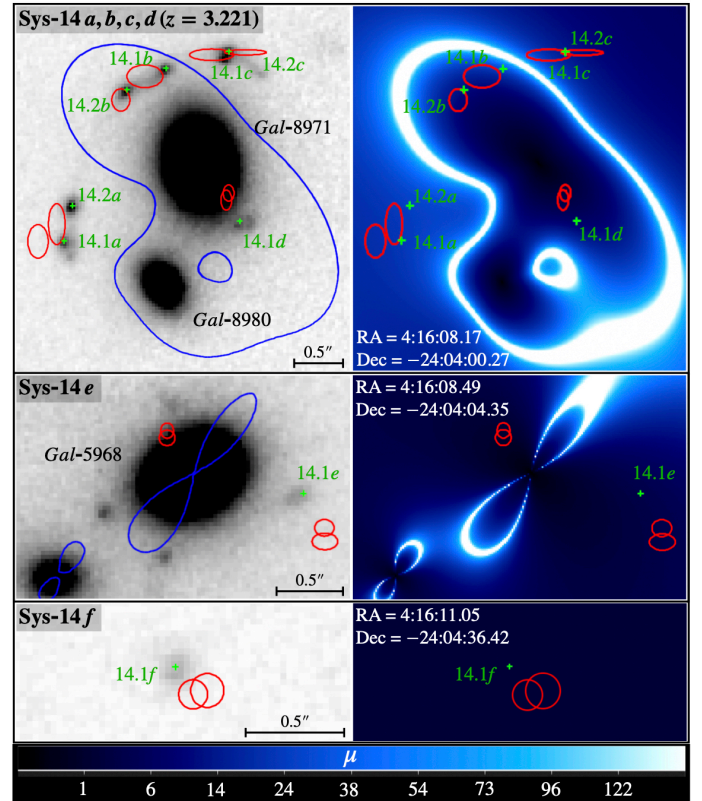 Sys-14 a, b, c, d (z = 3.221)
14.2c
14.1b
14.1c
14.2b
Gal-8971
14.2a
14.1d
14.1a
Gal-8980
0.5″
14.2c
14.1b
14.1c
14.2b
14.2a
14.1d
14.1a
RA = 4:16:08.17
Dec = −24:04:00.27
Sys-14 e
Gal-5968
14.1e
0.5″
RA = 4:16:08.49
Dec = −24:04:04.35
14.1e
Sys-14 f
14.1f
0.5″
RA = 4:16:11.05
Dec = −24:04:36.42
14.1f
μ
1 6 14 24 38 54 73 96 122